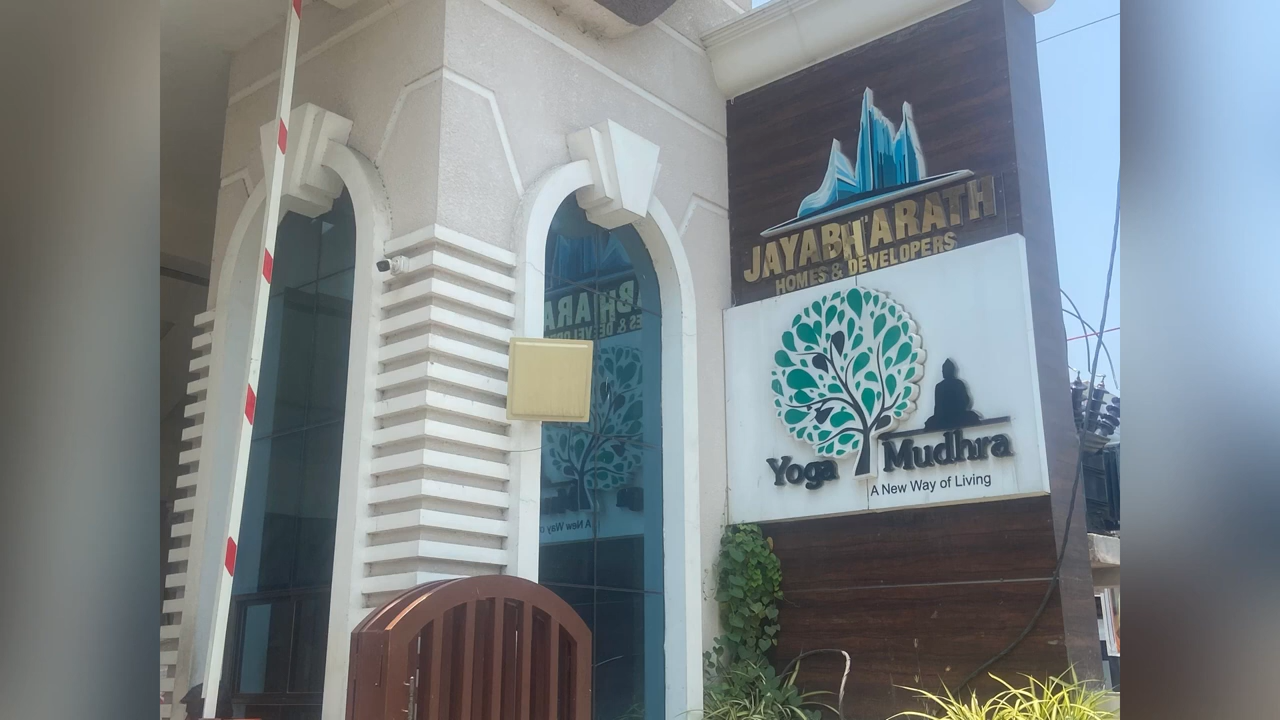 JAYABHARATH
HOMES & DEVELOPERS
Yoga Mudhra
A New Way of Living